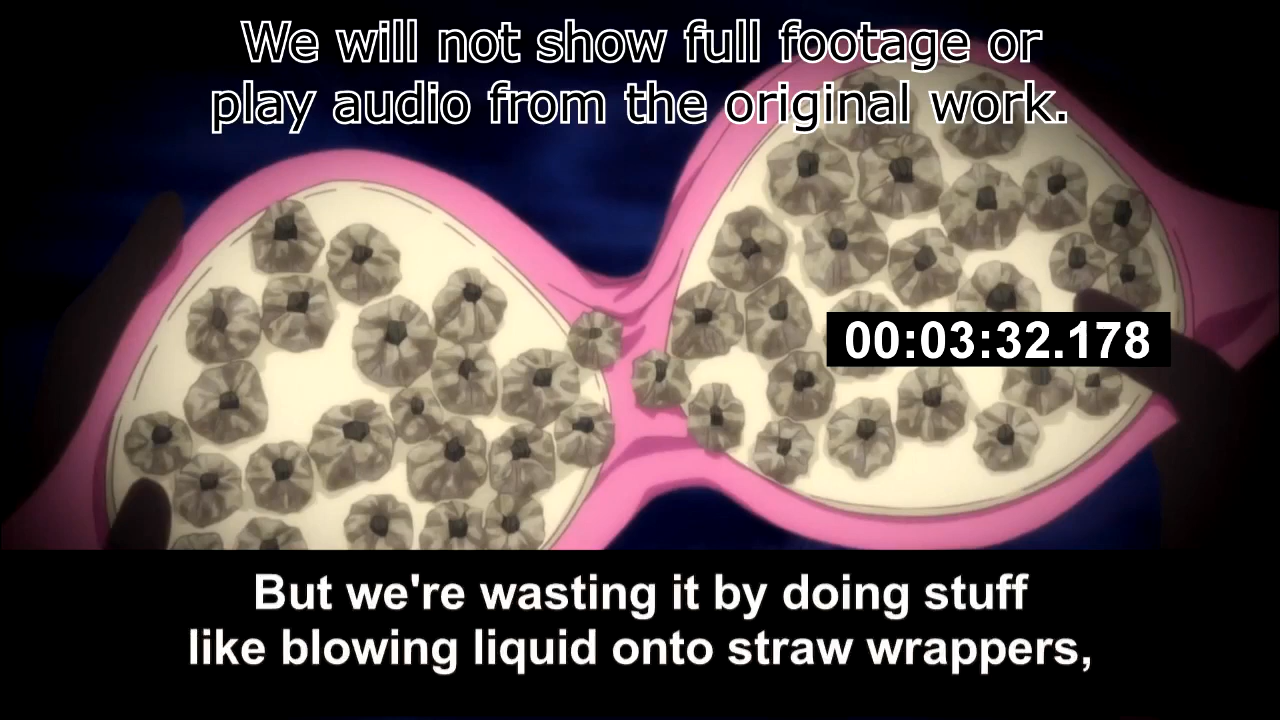 We will not show full footage or
play audio from the original work.
00:03:32.178
But we're wasting it by doing stuff
like blowing liquid onto straw wrappers,